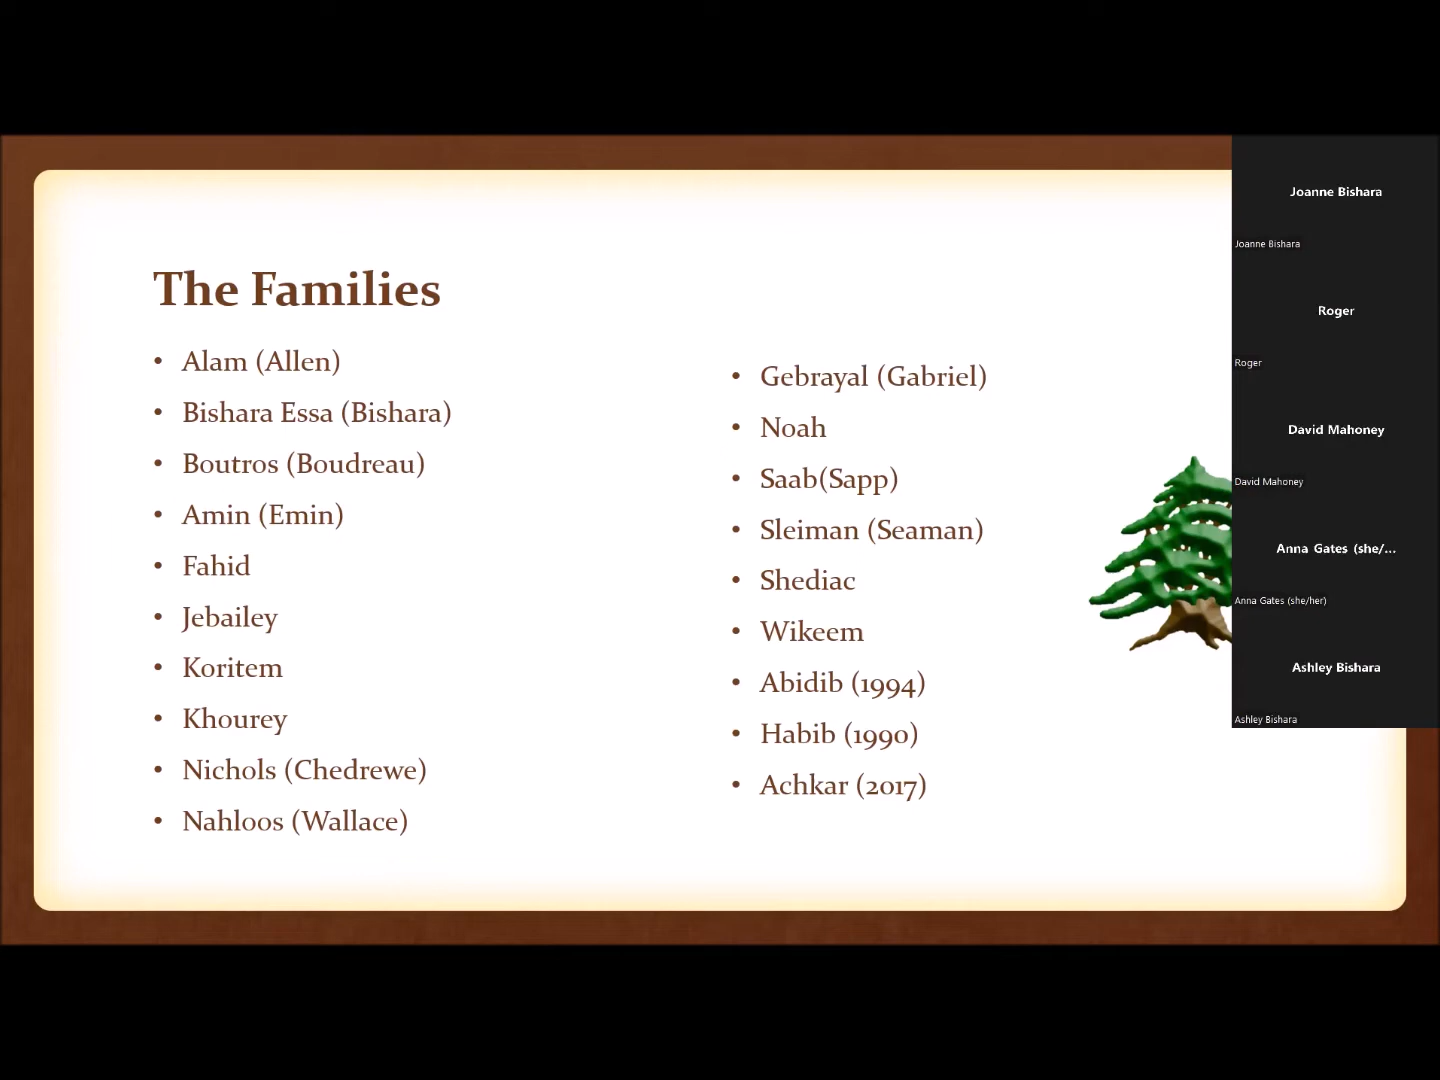 The Families
• Alam (Allen)
• Bishara Essa (Bishara)
• Boutros (Boudreau)
• Amin (Emin)
• Fahid
• Jebailey
• Koritem
• Khourey
• Nichols (Chedrewe)
• Nahloos (Wallace)
• Gebrayal (Gabriel)
• Noah
• Saab(Sapp)
• Sleiman (Seaman)
• Shediac
• Wikeem
• Abidib (1994)
• Habib (1990)
• Achkar (2017)
Joanne Bishara
Joanne Bishara
Roger
Roger
David Mahoney
David Mahoney
Anna Gates (she/...
Anna Gates (she/her)
Ashley Bishara
Ashley Bishara